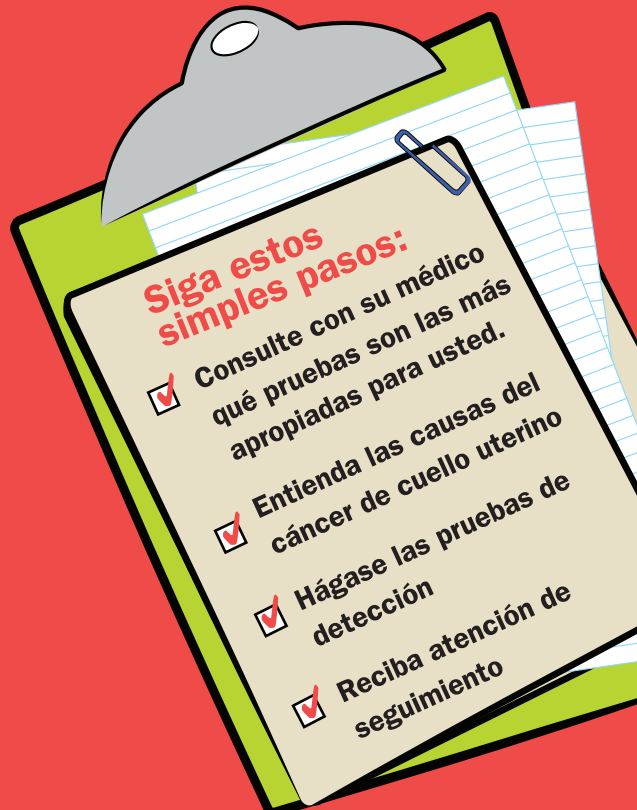 Siga estos
simples pasos:
Consulte con su médico
qué pruebas son las más
apropiadas para usted.
Entienda las causas del
cáncer de cuello uterino
Hágase las pruebas de
detección
Reciba atención de
seguimiento